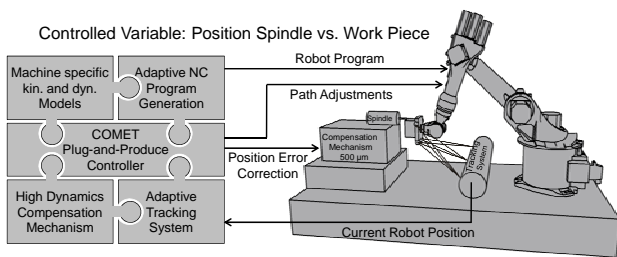 Controlled Variable: Position Spindle vs. Work Piece
Machine specific
kin. and dyn.
Models
Adaptive NC
Program
Generation
COMET
Plug-and-Produce
Controller
High Dynamics
Compensation
Mechanism
Adaptive
Tracking
System
Robot Program
Path Adjustments
Position Error
Correction
Current Robot Position
Spindle
Compensation
Mechanism
500 µm
Tracking
System